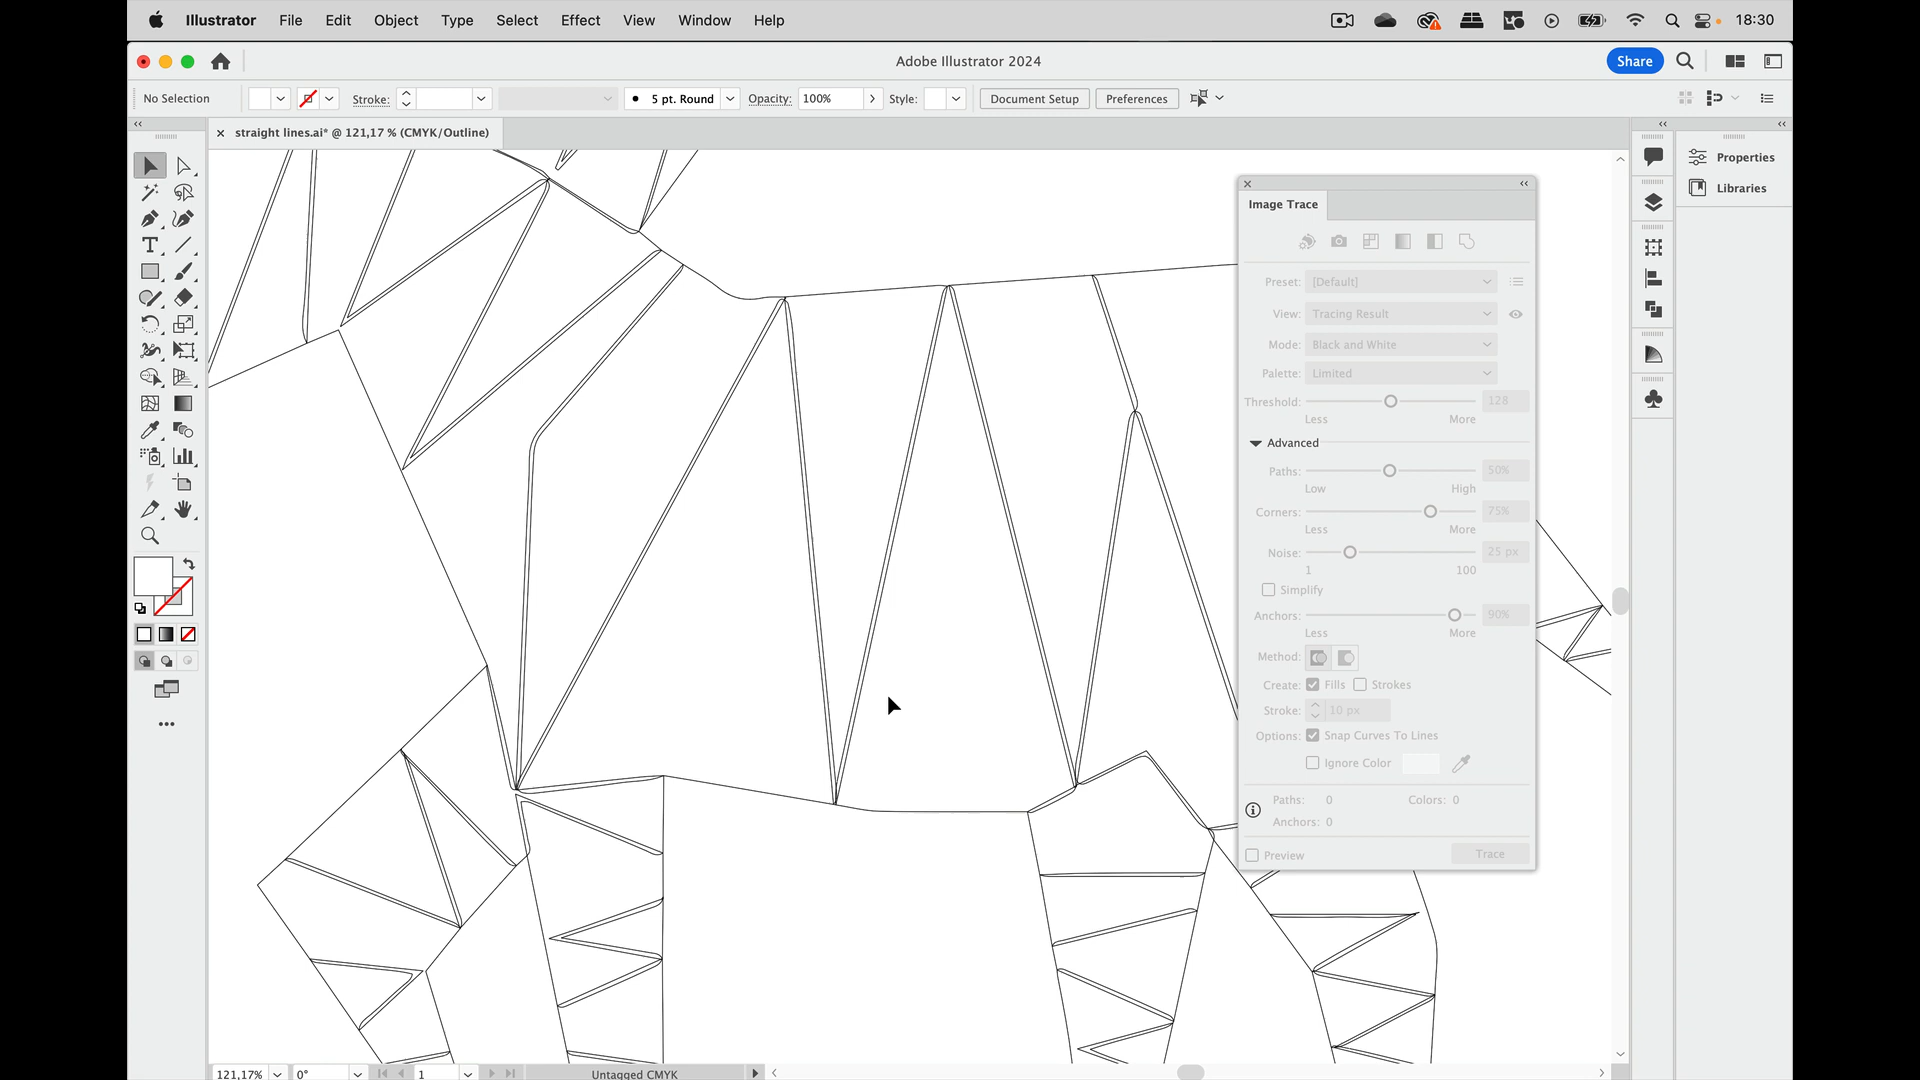 Illustrator File Edit Object Type Select Effect View Window Help 18:30
Adobe Illustrator 2024 Share
No Selection Stroke: 5 pt. Round Opacity: 100% Style: Document Setup Preferences
straight lines.ai* @ 121,17 % (CMYK/Outline)
Properties
Libraries
Image Trace
Preset: [Default]
View: Tracing Result
Mode: Black and White
Palette: Limited
Threshold: 128
Less More
Advanced
Paths: 50%
Low High
Corners: 75%
Less More
Noise: 25 px
1 100
Simplify
Anchors: 90%
Less More
Method:
Create: Fills Strokes
Stroke: 10 px
Options: Snap Curves To Lines
Ignore Color
Paths: 0 Colors: 0
Anchors: 0
Preview Trace
121,17% 0° 1 Untagged CMYK